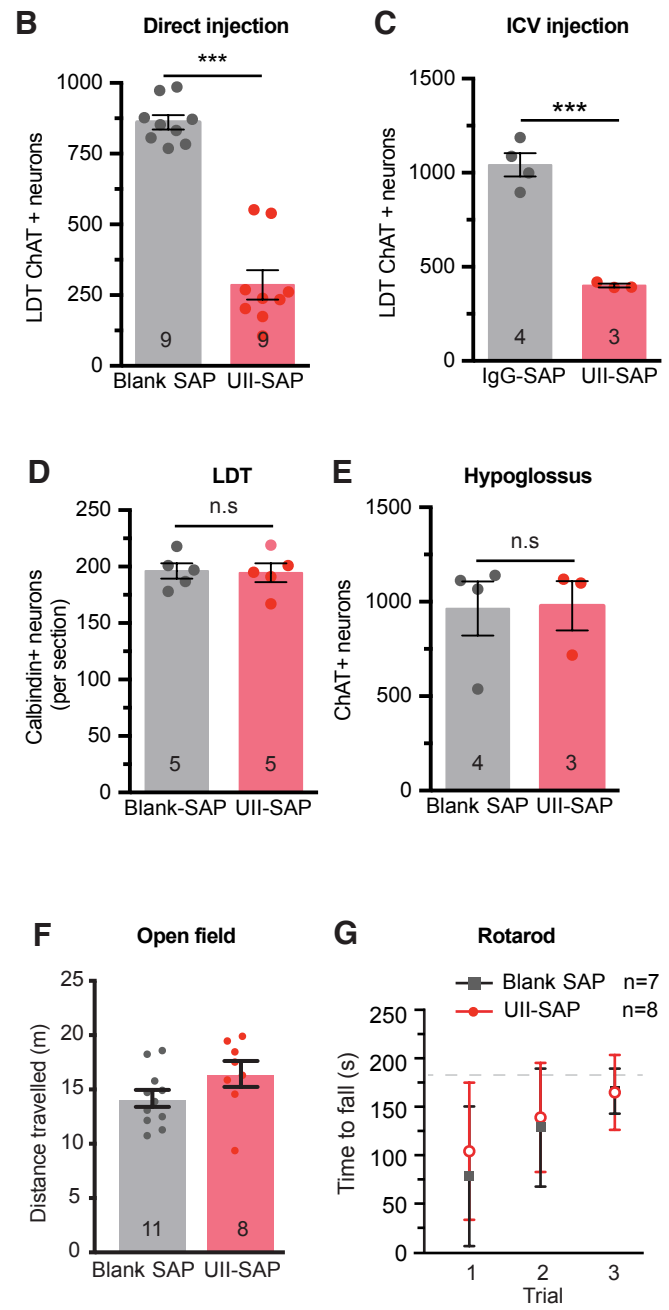 B Direct injection
***
1000
750
500
250
0
LDT ChAT + neurons
9 9
Blank SAP UII-SAP
C ICV injection
***
1500
1000
500
0
LDT ChAT + neurons
4 3
IgG-SAP UII-SAP
D LDT
n.s
250
200
150
100
50
0
Calbindin+ neurons
(per section)
5 5
Blank-SAP UII-SAP
E Hypoglossus
n.s
1500
1000
500
0
ChAT+ neurons
4 3
Blank SAP UII-SAP
F Open field
25
20
15
10
5
0
Distance travelled (m)
11 8
Blank SAP UII-SAP
G Rotarod
Blank SAP n=7
UII-SAP n=8
250
200
150
100
50
0
Time to fall (s)
1 2 3
Trial